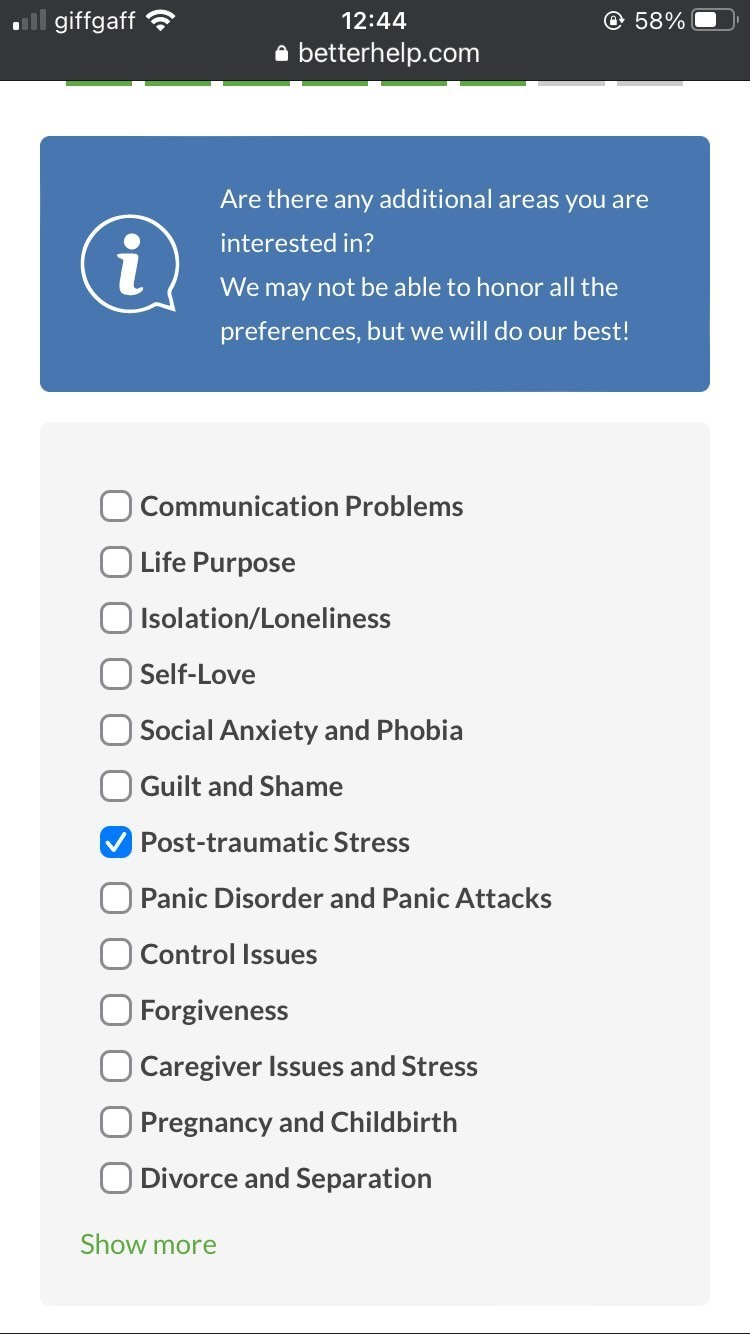 giffgaff 12:44 58%
betterhelp.com
Are there any additional areas you are
interested in?
We may not be able to honor all the
preferences, but we will do our best!
Communication Problems
Life Purpose
Isolation/Loneliness
Self-Love
Social Anxiety and Phobia
Guilt and Shame
Post-traumatic Stress
Panic Disorder and Panic Attacks
Control Issues
Forgiveness
Caregiver Issues and Stress
Pregnancy and Childbirth
Divorce and Separation
Show more